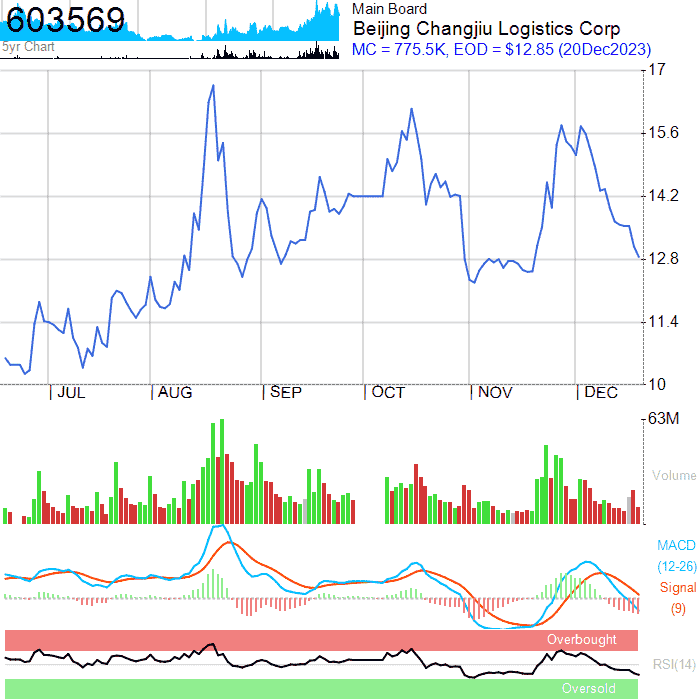 603569
5yr Chart
Main Board
Beijing Changjiu Logistics Corp
MC = 775.5K, EOD = $12.85 (20Dec2023)
17
15.6
14.2
12.8
11.4
10
JUL
AUG
SEP
OCT
NOV
DEC
63M
Volume
MACD
(12-26)
Signal
(9)
Overbought
RSI(14)
Oversold